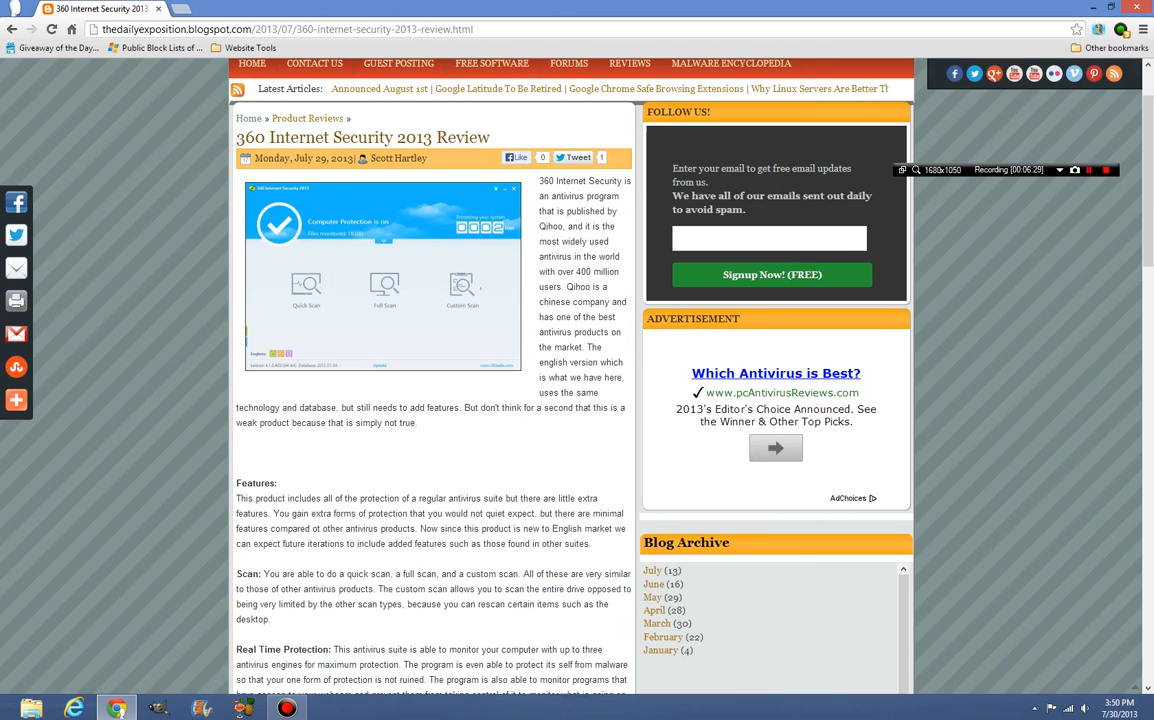 360 Internet Security 2013
thedailyexposition.blogspot.com/2013/07/360-internet-security-2013-review.html
Giveaway of the Day...
Public Block Lists of ...
Website Tools
Other bookmarks
HOME
CONTACT US
GUEST POSTING
FREE SOFTWARE
FORUMS
REVIEWS
MALWARE ENCYCLOPEDIA
Latest Articles: Announced August 1st | Google Latitude To Be Retired | Google Chrome Safe Browsing Extensions | Why Linux Servers Are Better Th
Home » Product Reviews »
360 Internet Security 2013 Review
Monday, July 29, 2013| Scott Hartley
Like 0 Tweet 1
360 Internet Security 2013
Computer Protection is on
Protecting your system
0002
Quick Scan
Full Scan
Custom Scan
Engines:
Update
360 Internet Security is
an antivirus program
that is published by
Qihoo, and it is the
most widely used
antivirus in the world
with over 400 million
users. Qihoo is a
chinese company and
has one of the best
antivirus products on
the market. The
english version which
is what we have here,
uses the same
technology and database, but still needs to add features. But don't think for a second that this is a
weak product because that is simply not true.
Features:
This product includes all of the protection of a regular antivirus suite but there are little extra
features. You gain extra forms of protection that you would not quiet expect, but there are minimal
features compared ot other antivirus products. Now since this product is new to English market we
can expect future iterations to include added features such as those found in other suites.
Scan: You are able to do a quick scan, a full scan, and a custom scan. All of these are very similar
to those of other antivirus products. The custom scan allows you to scan the entire drive opposed to
being very limited by the other scan types, because you can rescan certain items such as the
desktop.
Real Time Protection: This antivirus suite is able to monitor your computer with up to three
antivirus engines for maximum protection. The program is even able to protect its self from malware
so that your one form of protection is not ruined. The program is also able to monitor programs that
FOLLOW US!
Enter your email to get free email updates
from us.
We have all of our emails sent out daily
to avoid spam.
Signup Now! (FREE)
1680x1050
Recording [00:06:29]
ADVERTISEMENT
Which Antivirus is Best?
www.pcAntivirusReviews.com
2013's Editor's Choice Announced. See
the Winner & Other Top Picks.
AdChoices
Blog Archive
July (13)
June (16)
May (29)
April (28)
March (30)
February (22)
January (4)
3:50 PM
7/30/2013